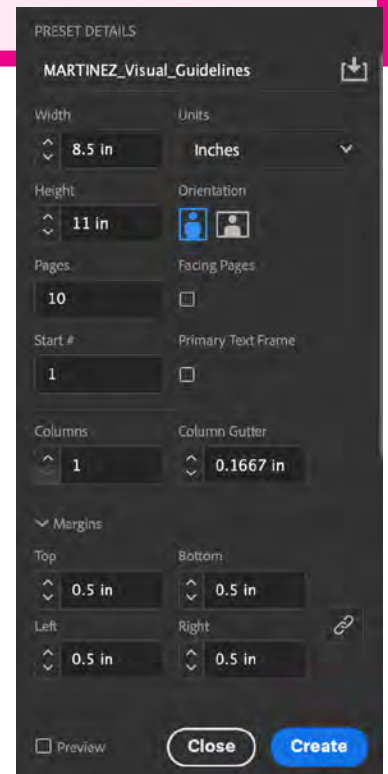 PRESET DETAILS
MARTINEZ_Visual_Guidelines
Width Units
8.5 in Inches
Height Orientation
11 in
Pages Facing Pages
10
Start # Primary Text Frame
1
Columns Column Gutter
1 0.1667 in
Margins
Top Bottom
0.5 in 0.5 in
Left Right
0.5 in 0.5 in
Preview Close Create